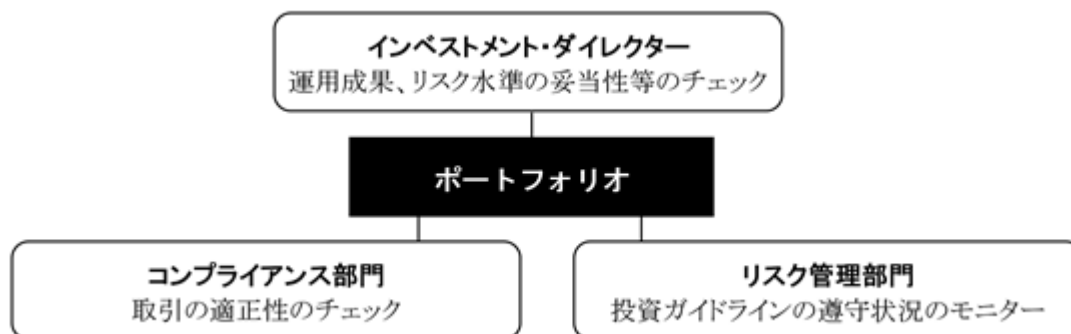 インベストメント・ダイレクター
運用成果、リスク水準の妥当性等のチェック
ポートフォリオ
コンプライアンス部門
取引の適正性のチェック
リスク管理部門
投資ガイドラインの遵守状況のモニター